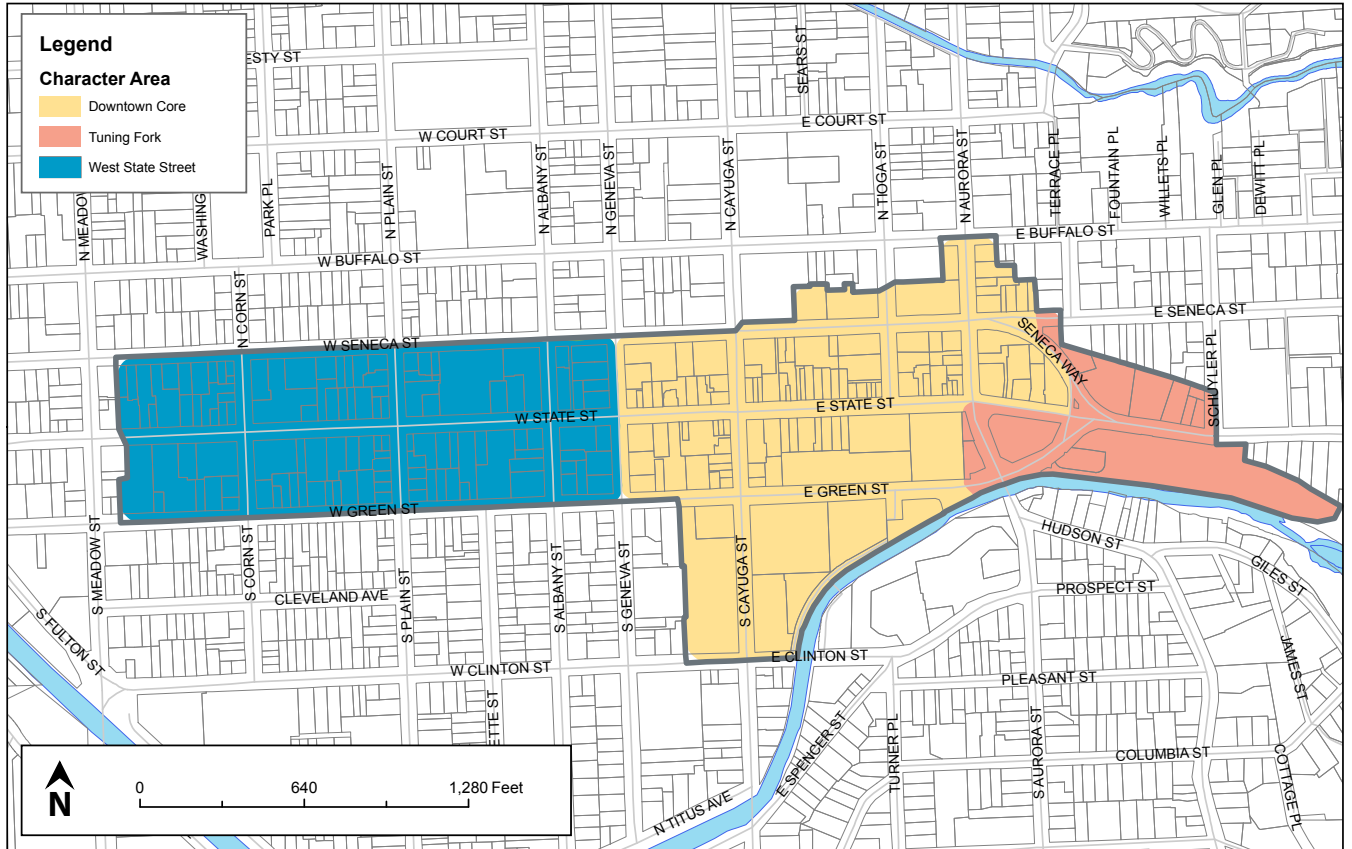 Legend
Character Area
Downtown Core
Tuning Fork
West State Street
ESTY ST
SEARS ST
E COURT ST
W COURT ST
N MEADOW
WASHING
PARK PL
N PLAIN ST
N ALBANY ST
N GENEVA ST
N CAYUGA ST
N TIOGA ST
N AURORA ST
TERRACE PL
FOUNTAIN PL
WILLETS PL
GLEN PL
DEWITT PL
E BUFFALO ST
W BUFFALO ST
N CORN ST
E SENECA ST
SENECA WAY
W SENECA ST
SCHUYLER PL
E STATE ST
W STATE ST
E GREEN ST
W GREEN ST
S MEADOW ST
S CORN ST
CLEVELAND AVE
S PLAIN ST
S ALBANY ST
S GENEVA ST
S CAYUGA ST
HUDSON ST
GILES ST
PROSPECT ST
S FULTON ST
E CLINTON ST
W CLINTON ST
PLEASANT ST
JAMES ST
ETTE ST
E SPENCER ST
TURNER PL
S AURORA ST
COLUMBIA ST
COTTAGE PL
N TITUS AVE
N
0 640 1,280 Feet